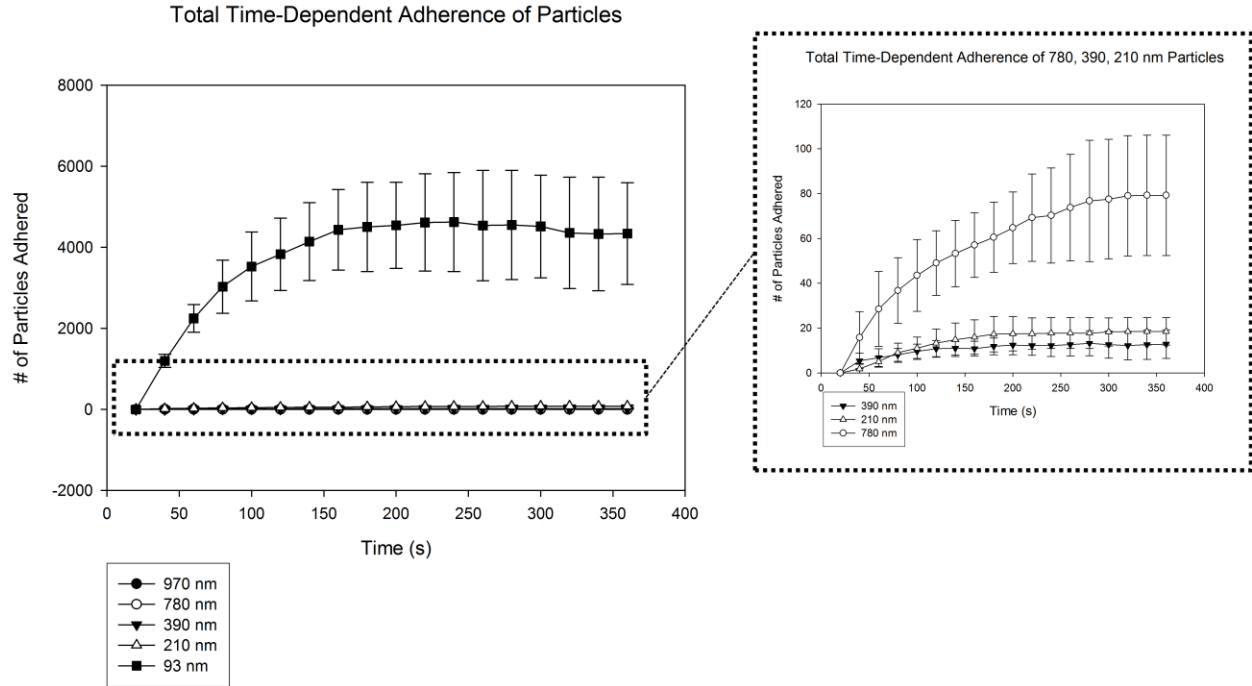 Total Time-Dependent Adherence of Particles
8000
6000
4000
2000
0
-2000
# of Particles Adhered
0 50 100 150 200 250 300 350 400
Time (s)
970 nm
780 nm
390 nm
210 nm
93 nm
Total Time-Dependent Adherence of 780, 390, 210 nm Particles
120
100
80
60
40
20
0
# of Particles Adhered
0 50 100 150 200 250 300 350 400
Time (s)
390 nm
210 nm
780 nm